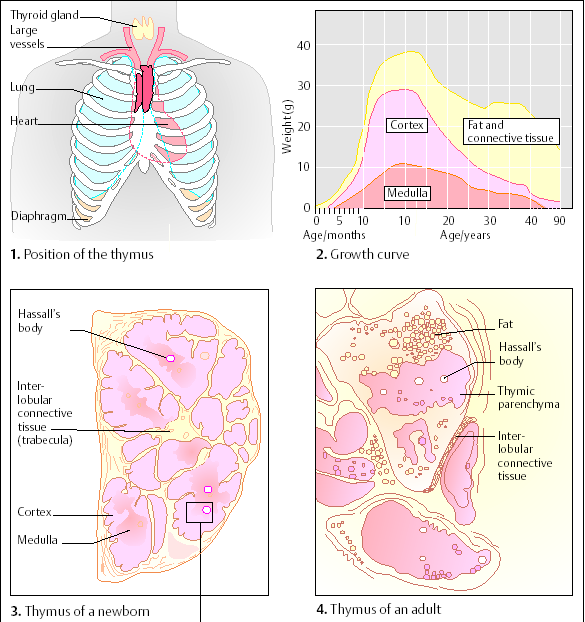 Thyroid gland
Large
vessels
Lung
Heart
Diaphragm
1. Position of the thymus
Weight (g)
40
30
20
10
0
Cortex
Fat and
connective tissue
Medulla
0 5 10 10 20 30 40 90
Age/months Age/years
2. Growth curve
Hassall's
body
Inter-
lobular
connective
tissue
(trabecula)
Cortex
Medulla
3. Thymus of a newborn
Fat
Hassall's
body
Thymic
parenchyma
Inter-
lobular
connective
tissue
4. Thymus of an adult